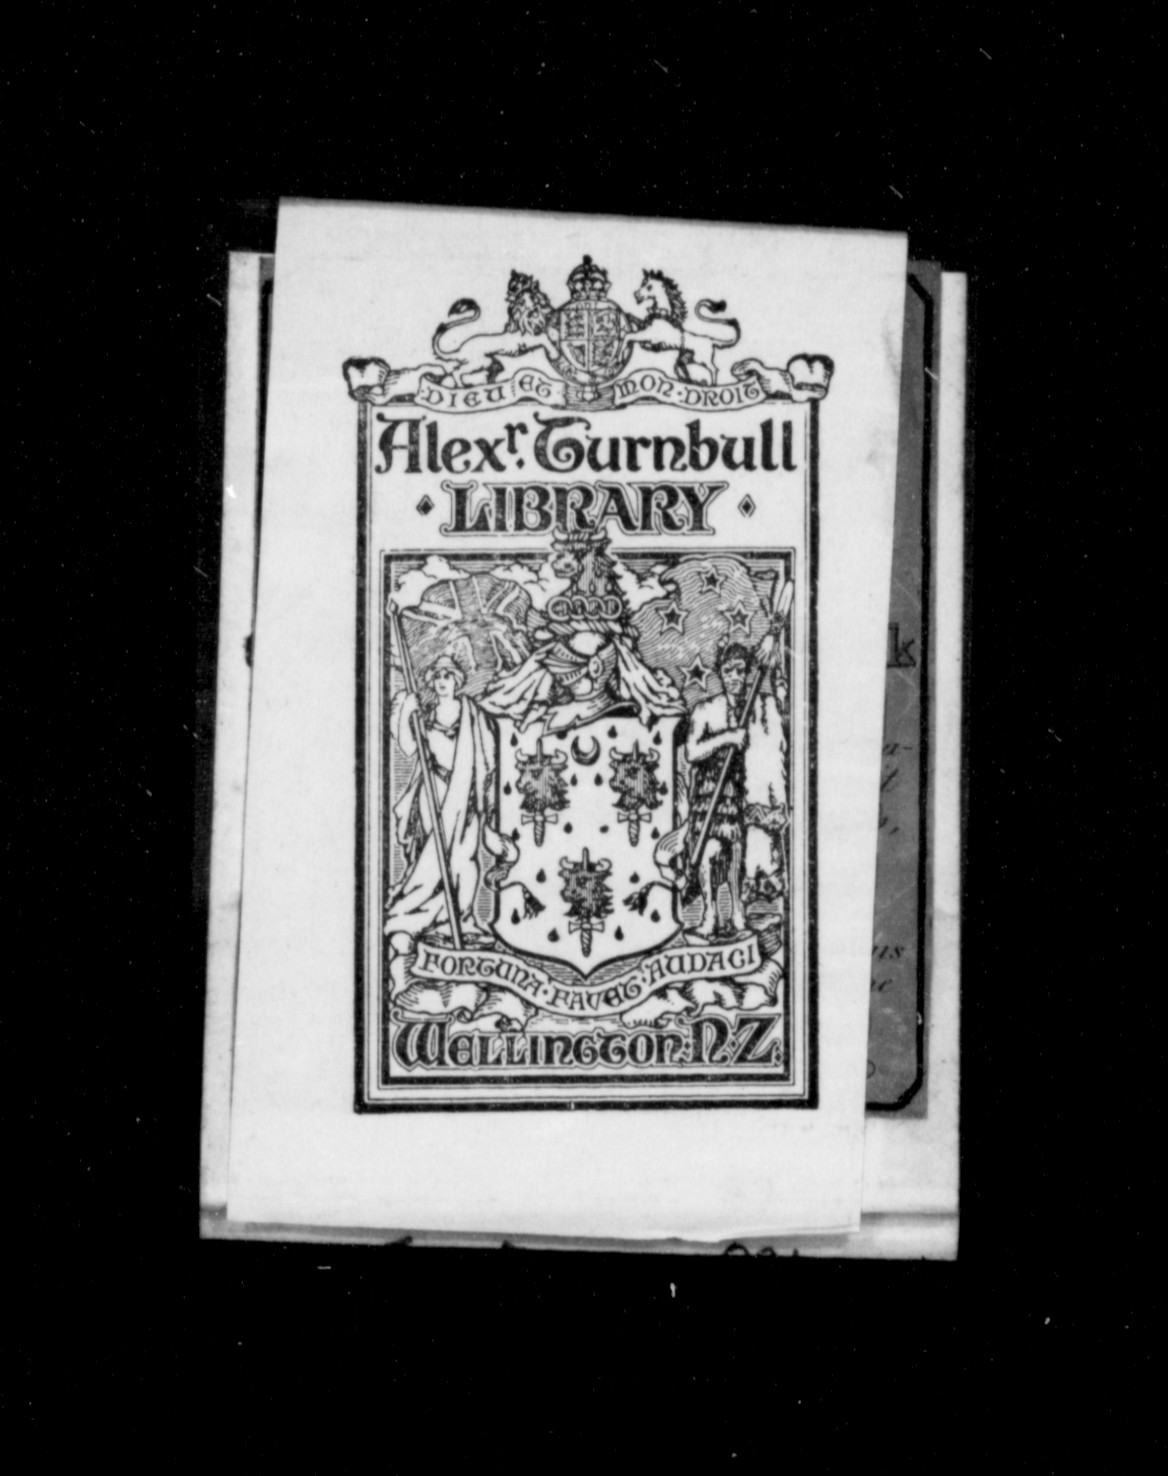 DIEU ET MON·DROIT
Alexr. Turnbull
LIBRARY
FORTUNA·FAVET·AUDACI
WELLINGTON·N·Z.
k